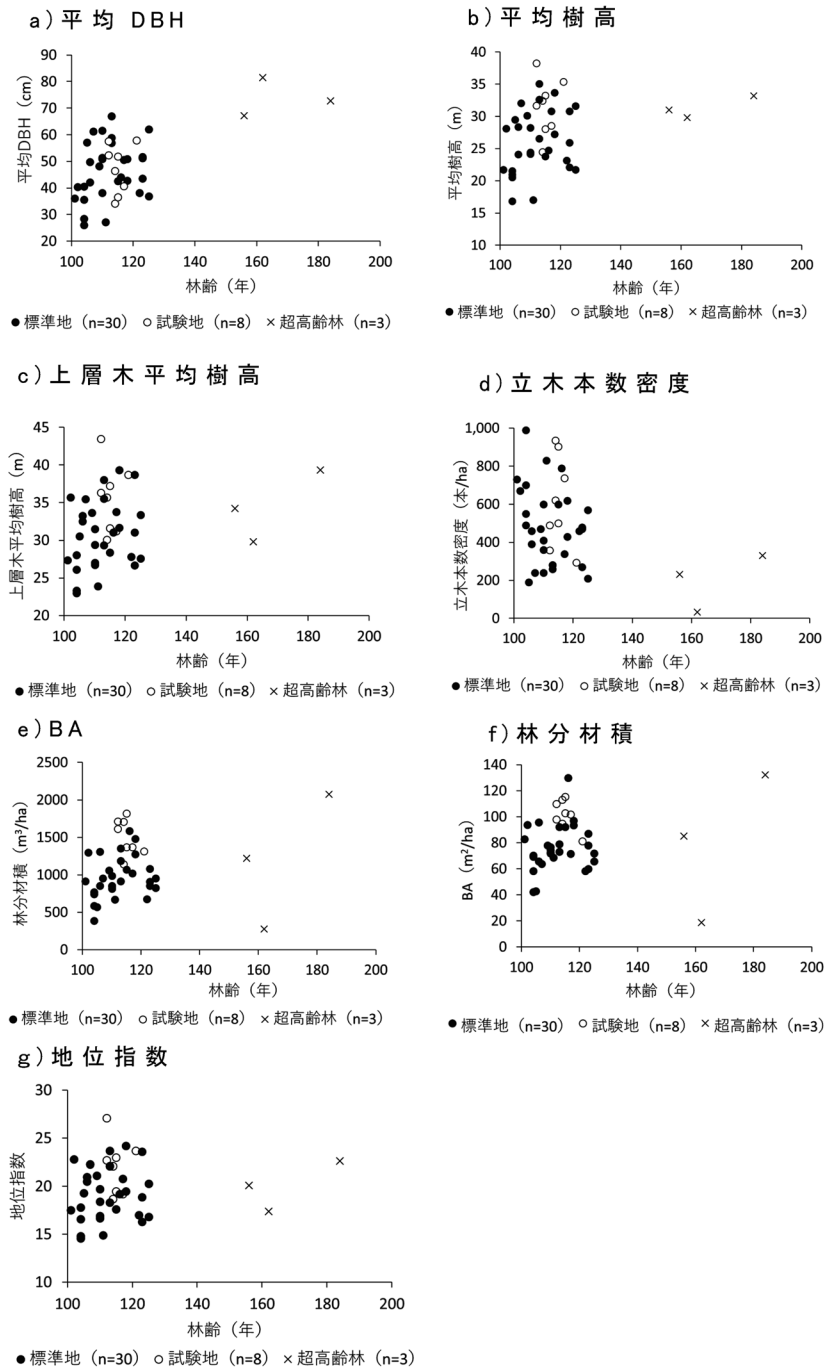 a) 平均 DBH
平均DBH（cm）
90
80
70
60
50
40
30
20
100 120 140 160 180 200
林齢（年）
●標準地（n=30） ○試験地（n=8） ×超高齢林（n=3）
b) 平均樹高
平均樹高（m）
40
35
30
25
20
15
10
100 120 140 160 180 200
林齢（年）
●標準地（n=30） ○試験地（n=8） ×超高齢林（n=3）
c) 上層木平均樹高
上層木平均樹高（m）
45
40
35
30
25
20
100 120 140 160 180 200
林齢（年）
●標準地（n=30） ○試験地（n=8） ×超高齢林（n=3）
d) 立木本数密度
立木本数密度（本/ha）
1,000
800
600
400
200
0
100 120 140 160 180 200
林齢（年）
●標準地（n=30） ○試験地（n=8） ×超高齢林（n=3）
e) BA
林分材積（m³/ha）
2500
2000
1500
1000
500
0
100 120 140 160 180 200
林齢（年）
●標準地（n=30） ○試験地（n=8） ×超高齢林（n=3）
f) 林分材積
BA（m²/ha）
140
120
100
80
60
40
20
0
100 120 140 160 180 200
林齢（年）
●標準地（n=30） ○試験地（n=8） ×超高齢林（n=3）
g) 地位指数
地位指数
30
25
20
15
10
100 120 140 160 180 200
林齢（年）
●標準地（n=30） ○試験地（n=8） ×超高齢林（n=3）